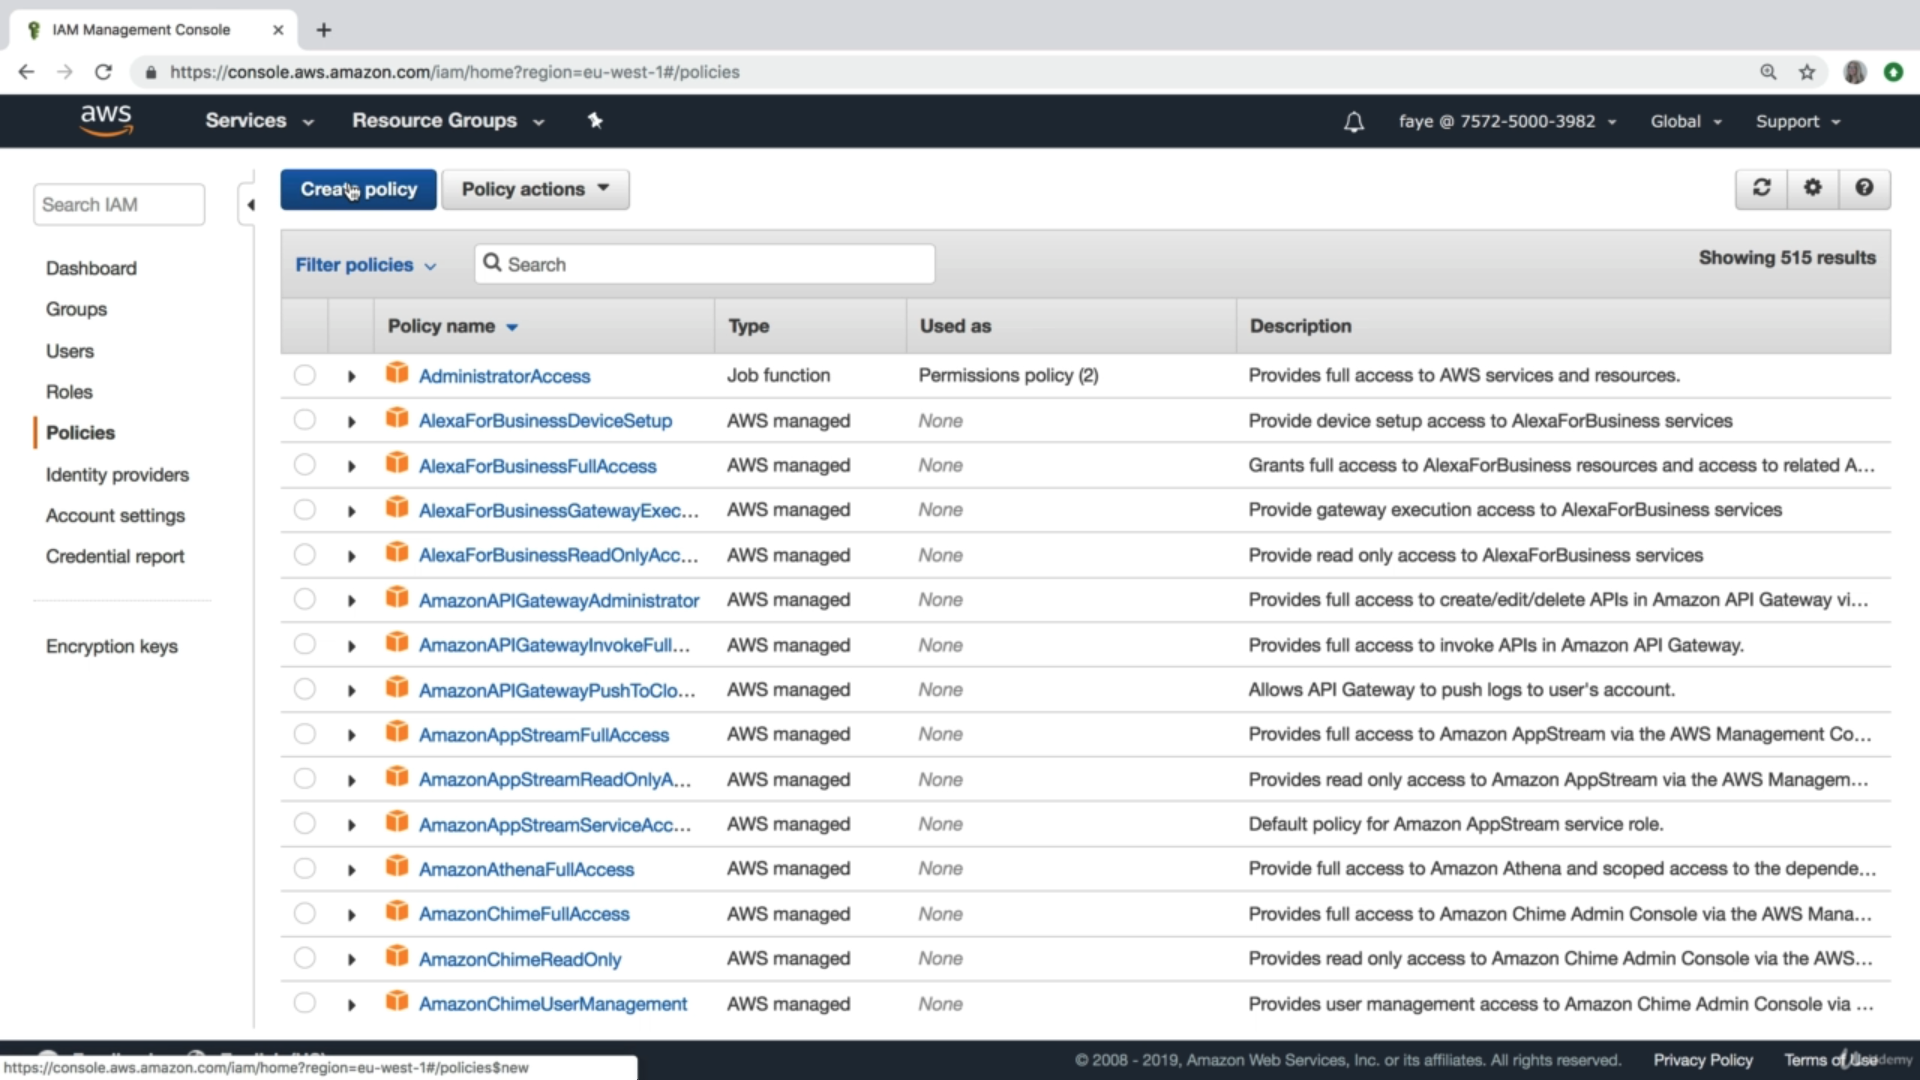 IAM Management Console
https://console.aws.amazon.com/iam/home?region=eu-west-1#/policies
aws Services Resource Groups faye @ 7572-5000-3982 Global Support
Search IAM
Dashboard
Groups
Users
Roles
Policies
Identity providers
Account settings
Credential report
Encryption keys
Create policy Policy actions
Filter policies Search Showing 515 results
Policy name Type Used as Description
AdministratorAccess Job function Permissions policy (2) Provides full access to AWS services and resources.
AlexaForBusinessDeviceSetup AWS managed None Provide device setup access to AlexaForBusiness services
AlexaForBusinessFullAccess AWS managed None Grants full access to AlexaForBusiness resources and access to related A...
AlexaForBusinessGatewayExec... AWS managed None Provide gateway execution access to AlexaForBusiness services
AlexaForBusinessReadOnlyAcc... AWS managed None Provide read only access to AlexaForBusiness services
AmazonAPIGatewayAdministrator AWS managed None Provides full access to create/edit/delete APIs in Amazon API Gateway vi...
AmazonAPIGatewayInvokeFull... AWS managed None Provides full access to invoke APIs in Amazon API Gateway.
AmazonAPIGatewayPushToClo... AWS managed None Allows API Gateway to push logs to user's account.
AmazonAppStreamFullAccess AWS managed None Provides full access to Amazon AppStream via the AWS Management Co...
AmazonAppStreamReadOnlyA... AWS managed None Provides read only access to Amazon AppStream via the AWS Managem...
AmazonAppStreamServiceAcc... AWS managed None Default policy for Amazon AppStream service role.
AmazonAthenaFullAccess AWS managed None Provide full access to Amazon Athena and scoped access to the depende...
AmazonChimeFullAccess AWS managed None Provides full access to Amazon Chime Admin Console via the AWS Mana...
AmazonChimeReadOnly AWS managed None Provides read only access to Amazon Chime Admin Console via the AWS...
AmazonChimeUserManagement AWS managed None Provides user management access to Amazon Chime Admin Console via ...
© 2008 - 2019, Amazon Web Services, Inc. or its affiliates. All rights reserved. Privacy Policy Terms of Use
https://console.aws.amazon.com/iam/home?region=eu-west-1#/policies$new